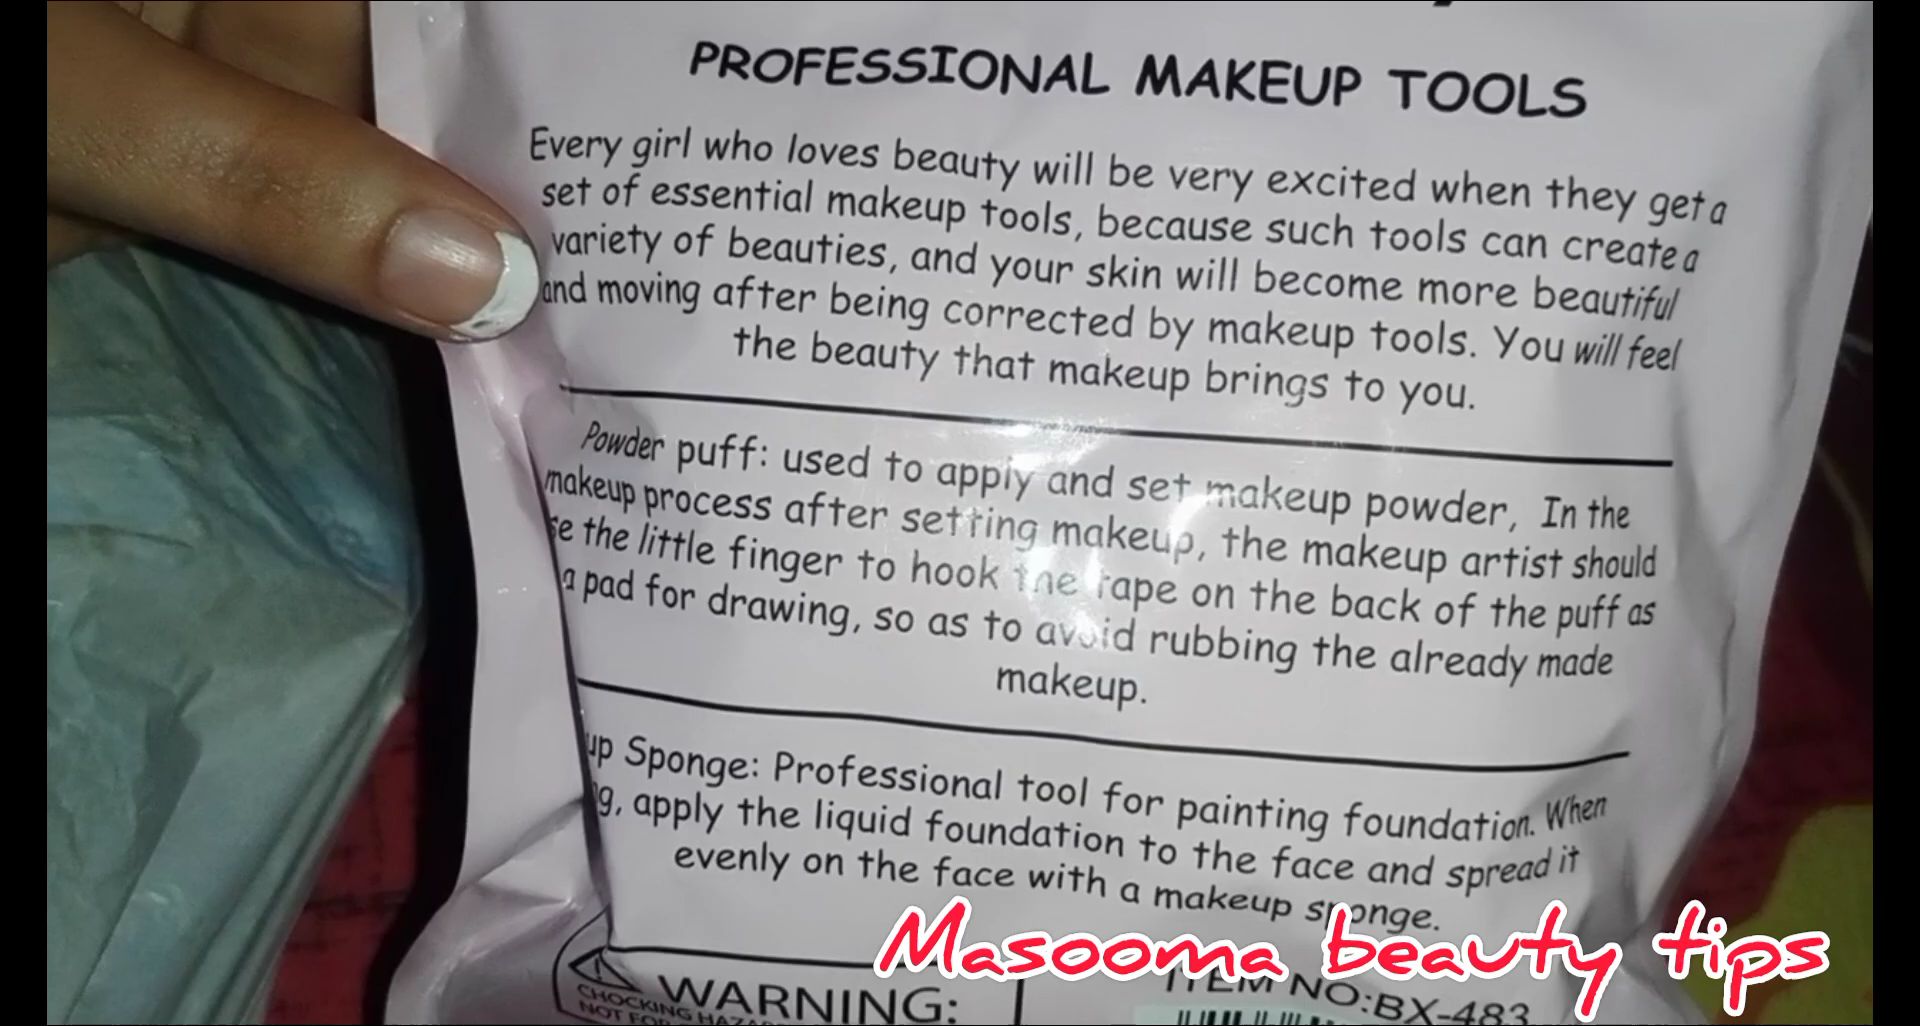 PROFESSIONAL MAKEUP TOOLS
Every girl who loves beauty will be very excited when they get a
set of essential makeup tools, because such tools can create a
variety of beauties, and your skin will become more beautiful
and moving after being corrected by makeup tools. You will feel
the beauty that makeup brings to you.
Powder puff: used to apply and set makeup powder, In the
makeup process after setting makeup, the makeup artist should
se the little finger to hook the tape on the back of the puff as
a pad for drawing, so as to avoid rubbing the already made
makeup.
up Sponge: Professional tool for painting foundation. When
g, apply the liquid foundation to the face and spread it
evenly on the face with a makeup sponge.
WARNING:
CHOCKING
NOT FOR
ITEM NO:BX-483
Masooma beauty tips